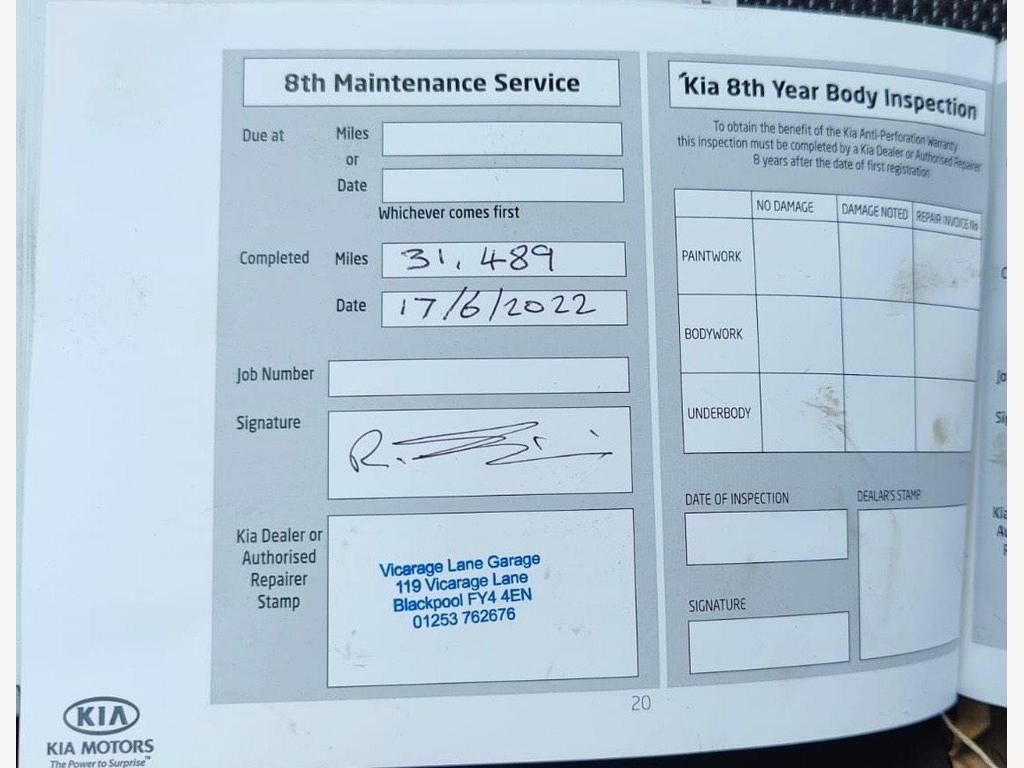 8th Maintenance Service
Due at
Miles
or
Date
Whichever comes first
Completed
Miles
31,489
Date
17/6/2022
Job Number
Signature
Kia Dealer or
Authorised
Repairer
Stamp
Vicarage Lane Garage
119 Vicarage Lane
Blackpool FY4 4EN
01253 762676
Kia 8th Year Body Inspection
To obtain the benefit of the Kia Anti-Perforation Warranty
this inspection must be completed by a Kia Dealer or Authorised Repairer
8 years after the date of first registration
NO DAMAGE
DAMAGE NOTED
REPAIR INVOICE No
PAINTWORK
BODYWORK
UNDERBODY
DATE OF INSPECTION
DEALAR'S STAMP
SIGNATURE
20
KIA
KIA MOTORS
The Power to Surprise™